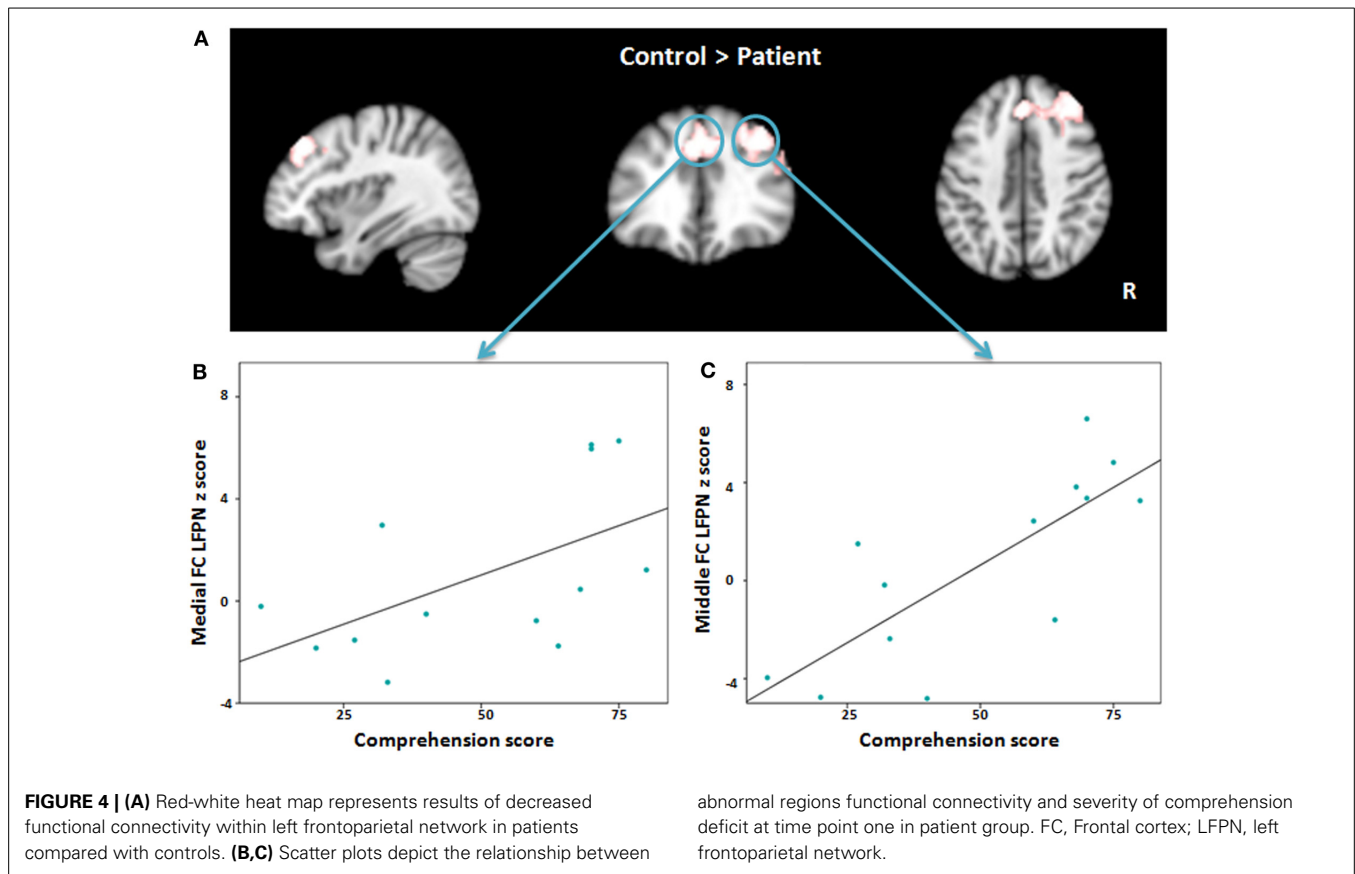 A
Control > Patient
R
B
8
4
0
-4
25
50
75
Medial FC LFPN z score
Comprehension score
C
8
4
0
-4
25
50
75
Middle FC LFPN z score
Comprehension score
FIGURE 4 | (A) Red-white heat map represents results of decreased
functional connectivity within left frontoparietal network in patients
compared with controls. (B,C) Scatter plots depict the relationship between
abnormal regions functional connectivity and severity of comprehension
deficit at time point one in patient group. FC, Frontal cortex; LFPN, left
frontoparietal network.